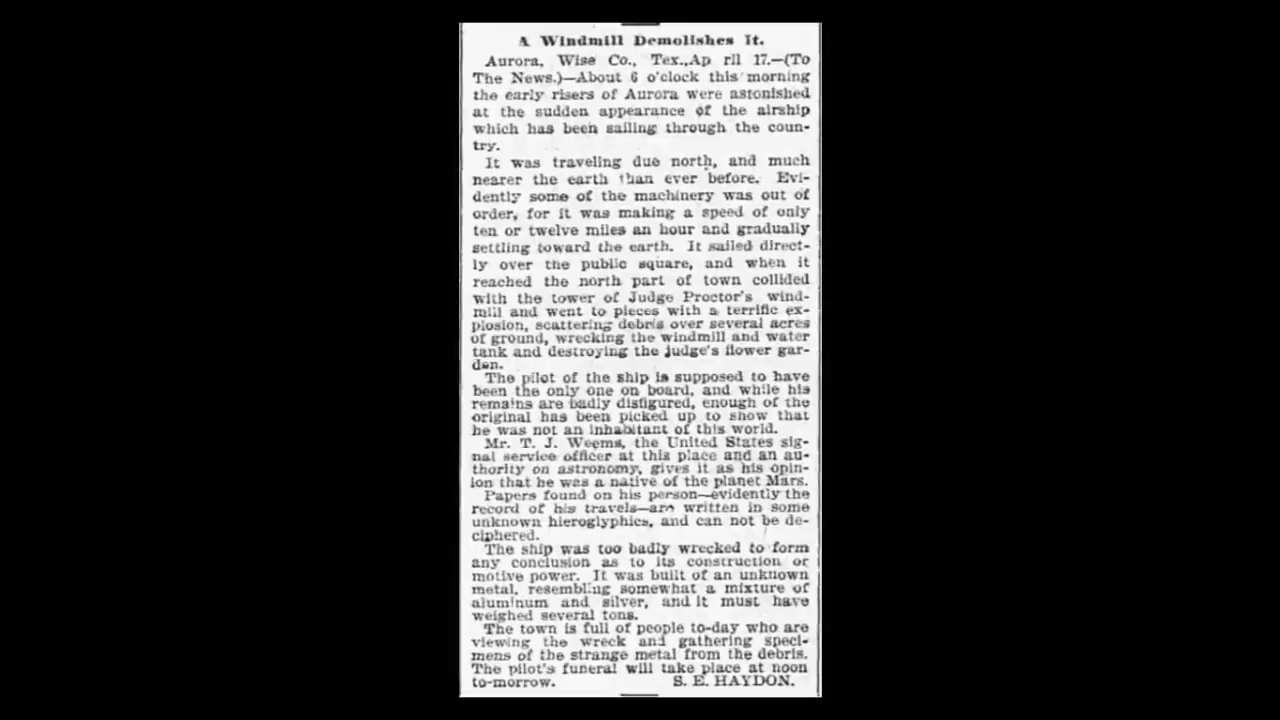 A Windmill Demolishes It.
Aurora, Wise Co., Tex.,Ap ril 17.—(To
The News.)—About 6 o'clock this morning
the early risers of Aurora were astonished
at the sudden appearance of the airship
which has been sailing through the coun-
try.
It was traveling due north, and much
nearer the earth than ever before. Evi-
dently some of the machinery was out of
order, for it was making a speed of only
ten or twelve miles an hour and gradually
settling toward the earth. It sailed direct-
ly over the public square, and when it
reached the north part of town collided
with the tower of Judge Proctor's wind-
mill and went to pieces with a terrific ex-
plosion, scattering debris over several acres
of ground, wrecking the windmill and water
tank and destroying the judge's flower gar-
den.
The pilot of the ship is supposed to have
been the only one on board, and while his
remains are badly disfigured, enough of the
original has been picked up to show that
he was not an inhabitant of this world.
Mr. T. J. Weems, the United States sig-
nal service officer at this place and an au-
thority on astronomy, gives it as his opin-
ion that he was a native of the planet Mars.
Papers found on his person—evidently the
record of his travels—are written in some
unknown hieroglyphics, and can not be de-
ciphered.
The ship was too badly wrecked to form
any conclusion as to its construction or
motive power. It was built of an unknown
metal, resembling somewhat a mixture of
aluminum and silver, and it must have
weighed several tons.
The town is full of people to-day who are
viewing the wreck and gathering speci-
mens of the strange metal from the debris.
The pilot's funeral will take place at noon
to-morrow. S. E. HAYDON.